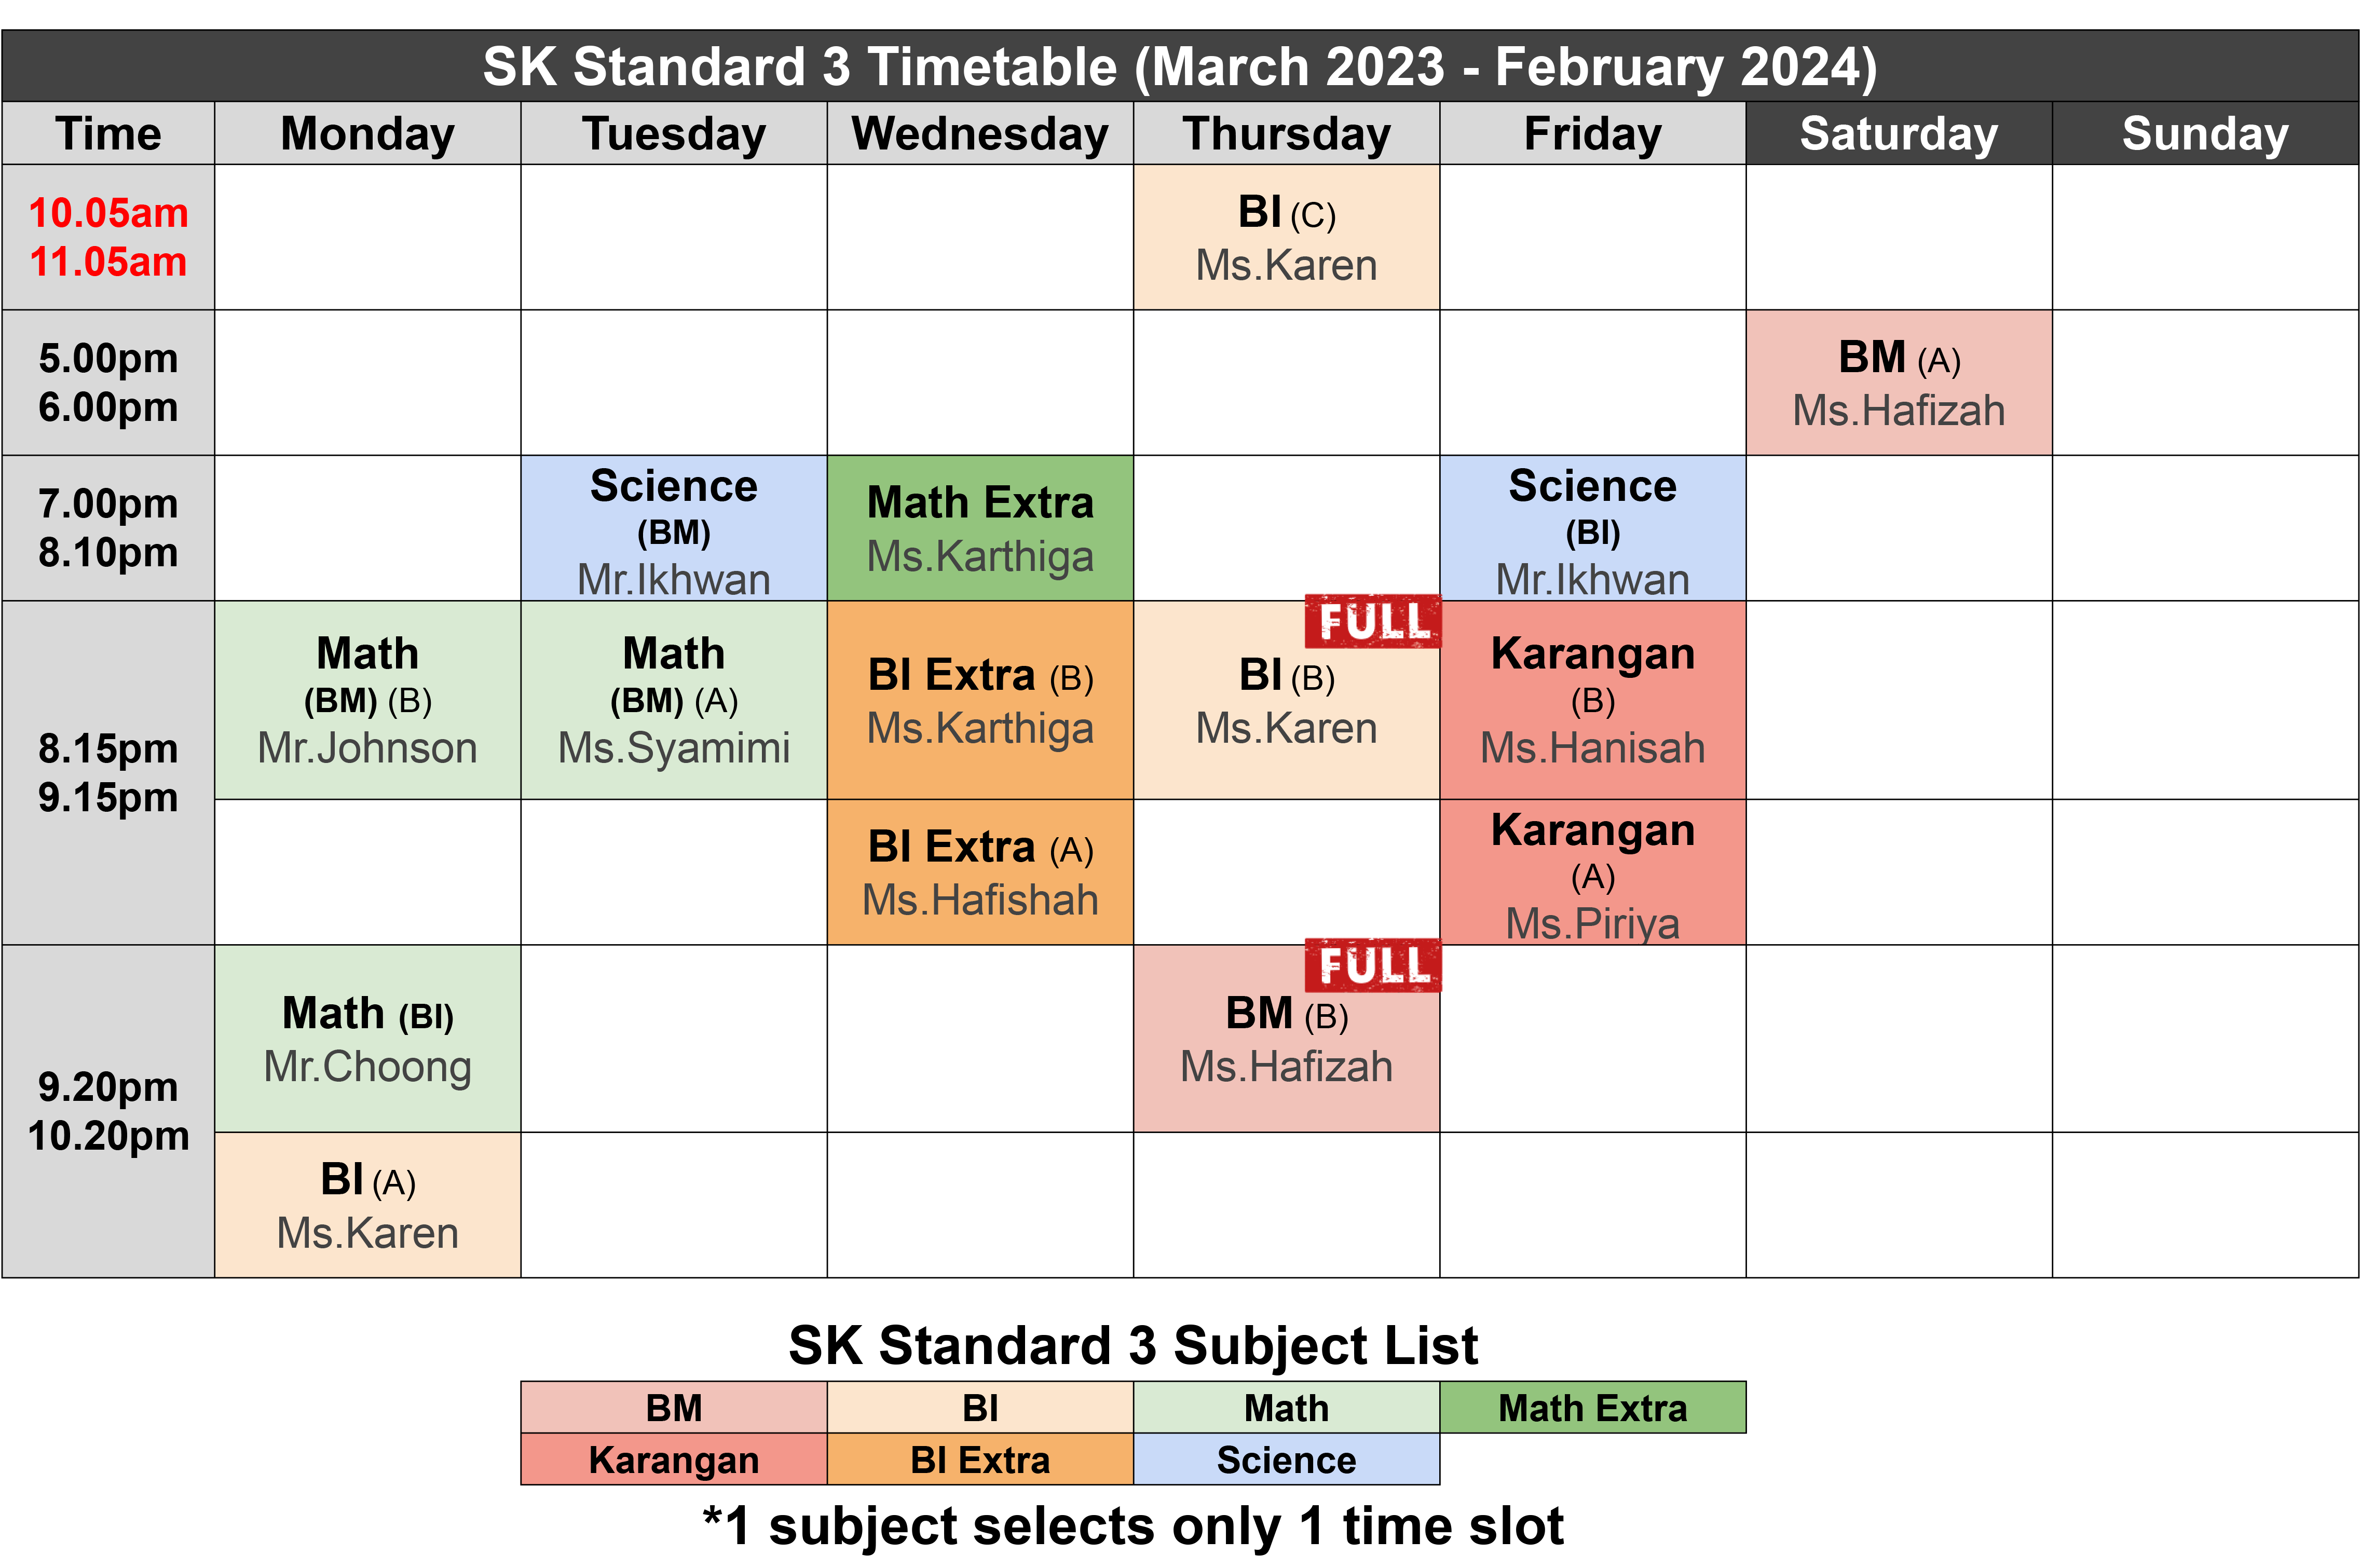 SK Standard 3 Timetable (March 2023 - February 2024)
Time Monday Tuesday Wednesday Thursday Friday Saturday Sunday
10.05am
11.05am
BI (C)
Ms.Karen
5.00pm
6.00pm
BM (A)
Ms.Hafizah
7.00pm
8.10pm
Science
(BM)
Mr.Ikhwan
Math Extra
Ms.Karthiga
Science
(BI)
Mr.Ikhwan
8.15pm
9.15pm
Math
(BM) (B)
Mr.Johnson
Math
(BM) (A)
Ms.Syamimi
BI Extra (B)
Ms.Karthiga
FULL
BI (B)
Ms.Karen
Karangan
(B)
Ms.Hanisah
BI Extra (A)
Ms.Hafishah
Karangan
(A)
Ms.Piriya
9.20pm
10.20pm
Math (BI)
Mr.Choong
FULL
BM (B)
Ms.Hafizah
BI (A)
Ms.Karen
SK Standard 3 Subject List
BM BI Math Math Extra
Karangan BI Extra Science
*1 subject selects only 1 time slot